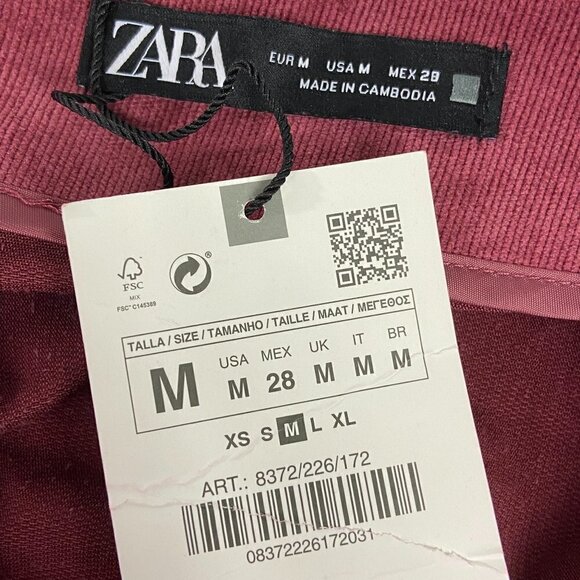 ZARA
EUR M USA M MEX 28
MADE IN CAMBODIA
FSC
MIX
FSC® C145389
TALLA / SIZE / TAMANHO / TAILLE / MAAT / ΜΕΓΕΘΟΣ
M
USA MEX UK IT BR
M 28 M M M
XS S M L XL
ART.: 8372/226/172
08372226172031